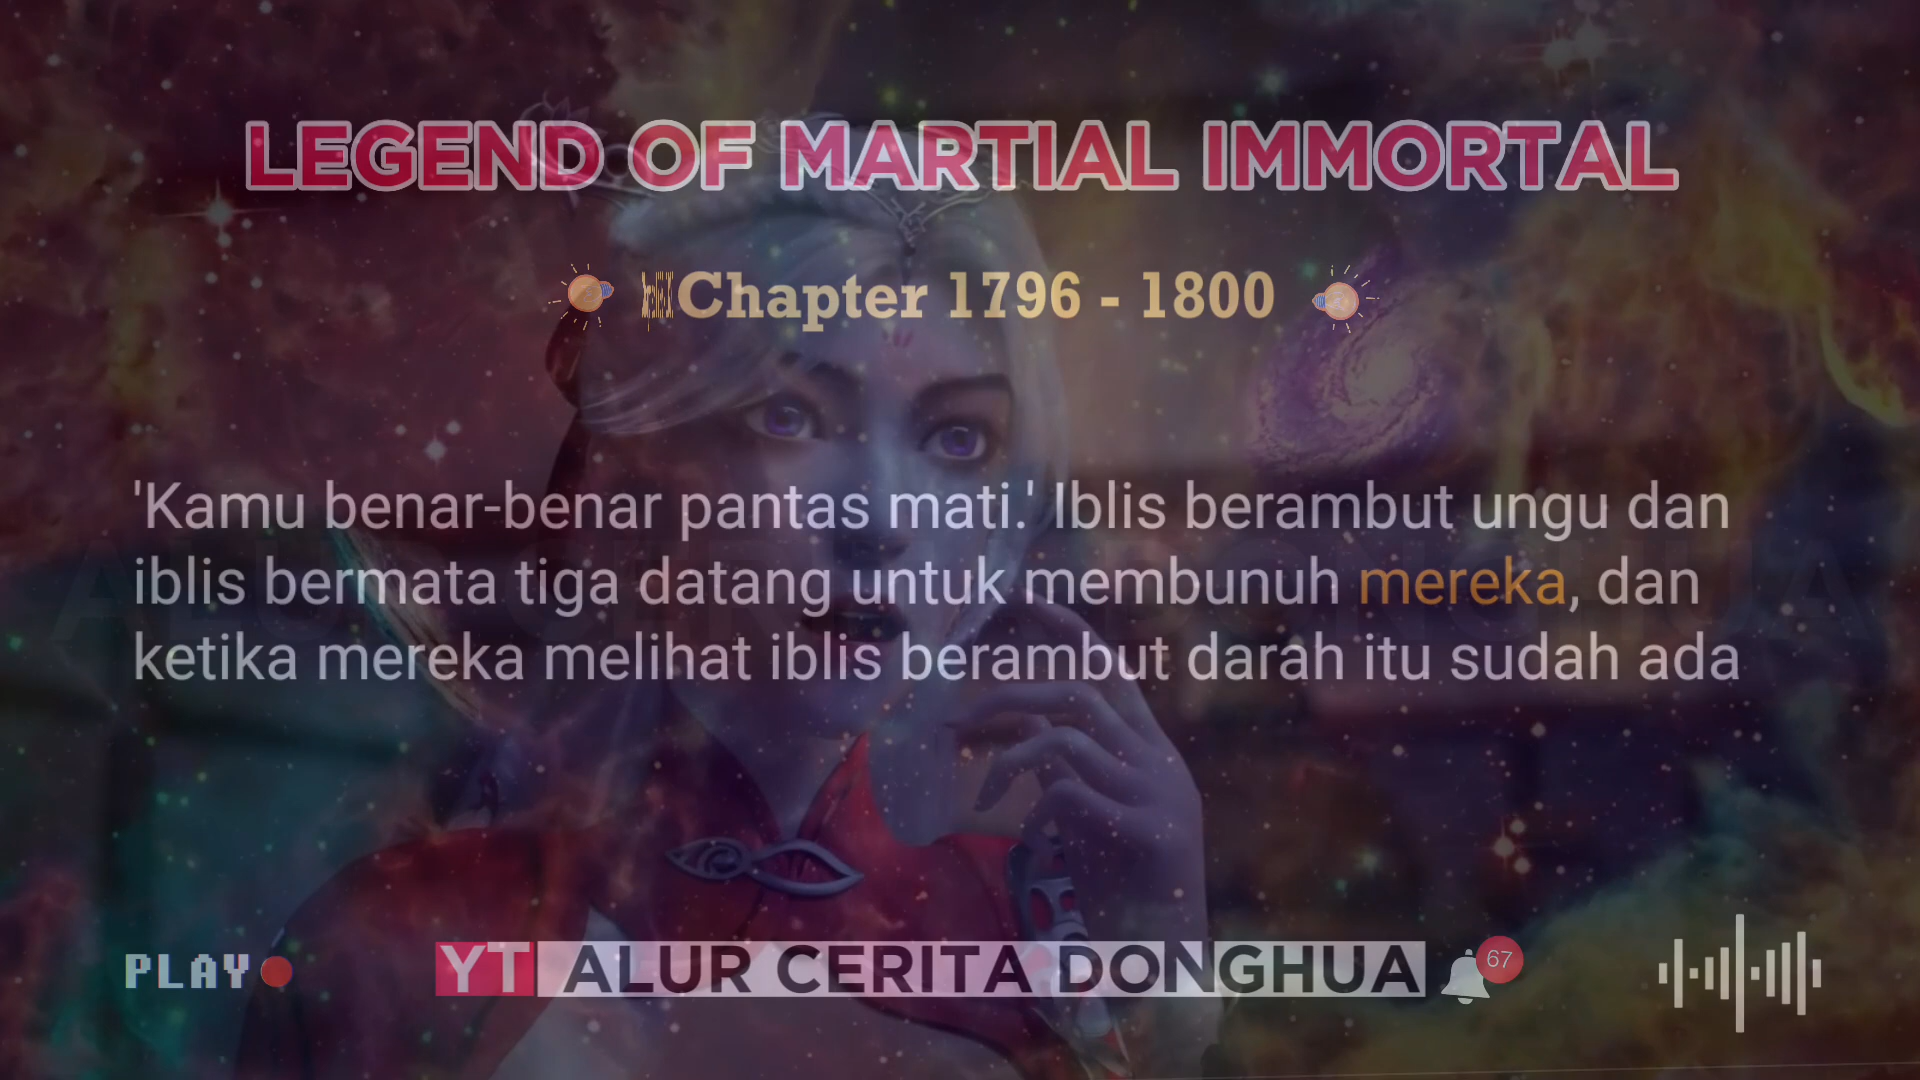 LEGEND OF MARTIAL IMMORTAL
Chapter 1796 - 1800
'Kamu benar-benar pantas mati.' Iblis berambut ungu dan
iblis bermata tiga datang untuk membunuh mereka, dan
ketika mereka melihat iblis berambut darah itu sudah ada
PLAY
YT ALUR CERITA DONGHUA
67